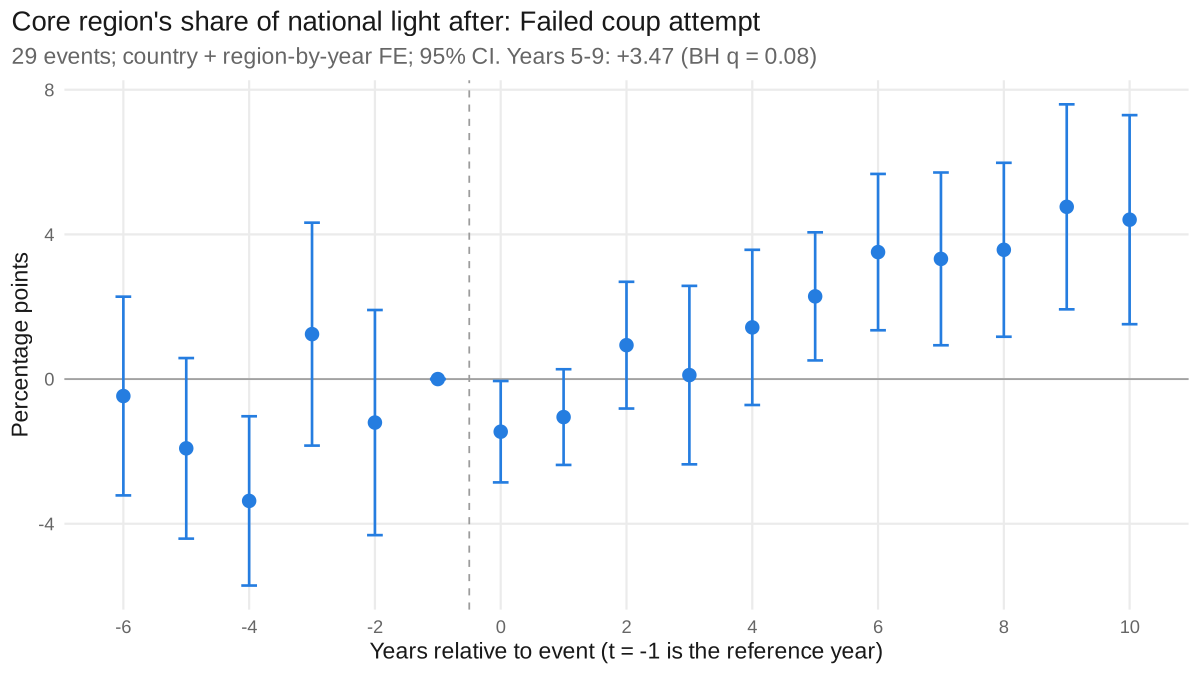 Core region's share of national light after: Failed coup attempt
29 events; country + region-by-year FE; 95% CI. Years 5-9: +3.47 (BH q = 0.08)
Percentage points
8
4
0
-4
-6 -4 -2 0 2 4 6 8 10
Years relative to event (t = -1 is the reference year)